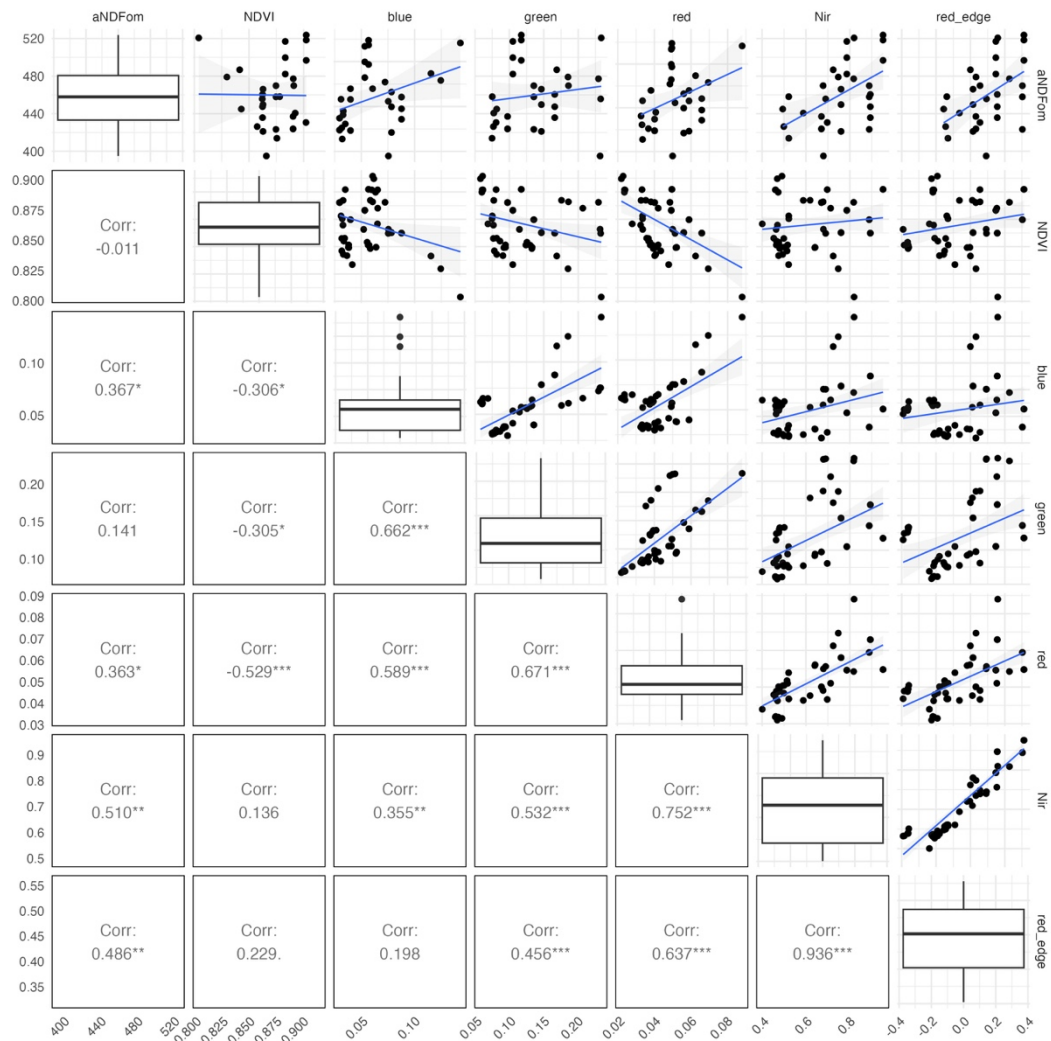 aNDFom NDVI blue green red Nir red_edge
520
480
440
400
aNDFom
0.900
0.875
0.850
0.825
0.800
Corr:
-0.011
NDVI
0.10
0.05
Corr:
0.367*
Corr:
-0.306*
blue
0.20
0.15
0.10
Corr:
0.141
Corr:
-0.305*
Corr:
0.662***
green
0.09
0.08
0.07
0.06
0.05
0.04
0.03
Corr:
0.363*
Corr:
-0.529***
Corr:
0.589***
Corr:
0.671***
red
0.9
0.8
0.7
0.6
0.5
Corr:
0.510**
Corr:
0.136
Corr:
0.355**
Corr:
0.532***
Corr:
0.752***
Nir
0.55
0.50
0.45
0.40
0.35
Corr:
0.486**
Corr:
0.229.
Corr:
0.198
Corr:
0.456***
Corr:
0.637***
Corr:
0.936***
red_edge
400 440 480 520 0.800 0.825 0.850 0.875 0.900 0.05 0.10 0.05 0.10 0.15 0.20 0.02 0.04 0.06 0.08 0.4 0.6 0.8 -0.4 -0.2 0.0 0.2 0.4